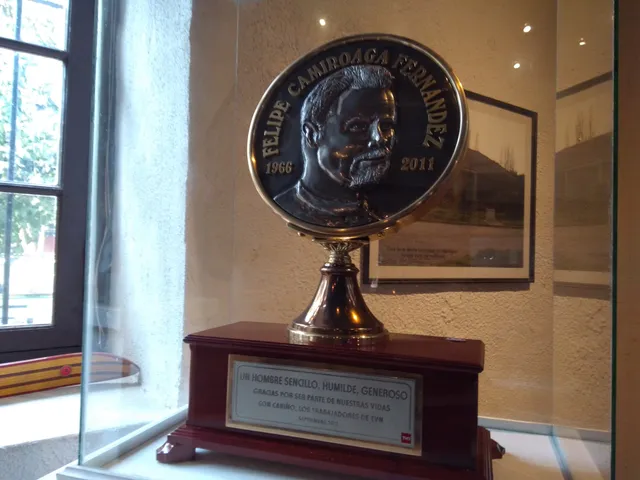 FELIPE CAMIROAGA FERNÁNDEZ
1966 2011
UN HOMBRE SENCILLO, HUMILDE, GENEROSO
GRACIAS POR SER PARTE DE NUESTRAS VIDAS
CON CARIÑO, LOS TRABAJADORES DE